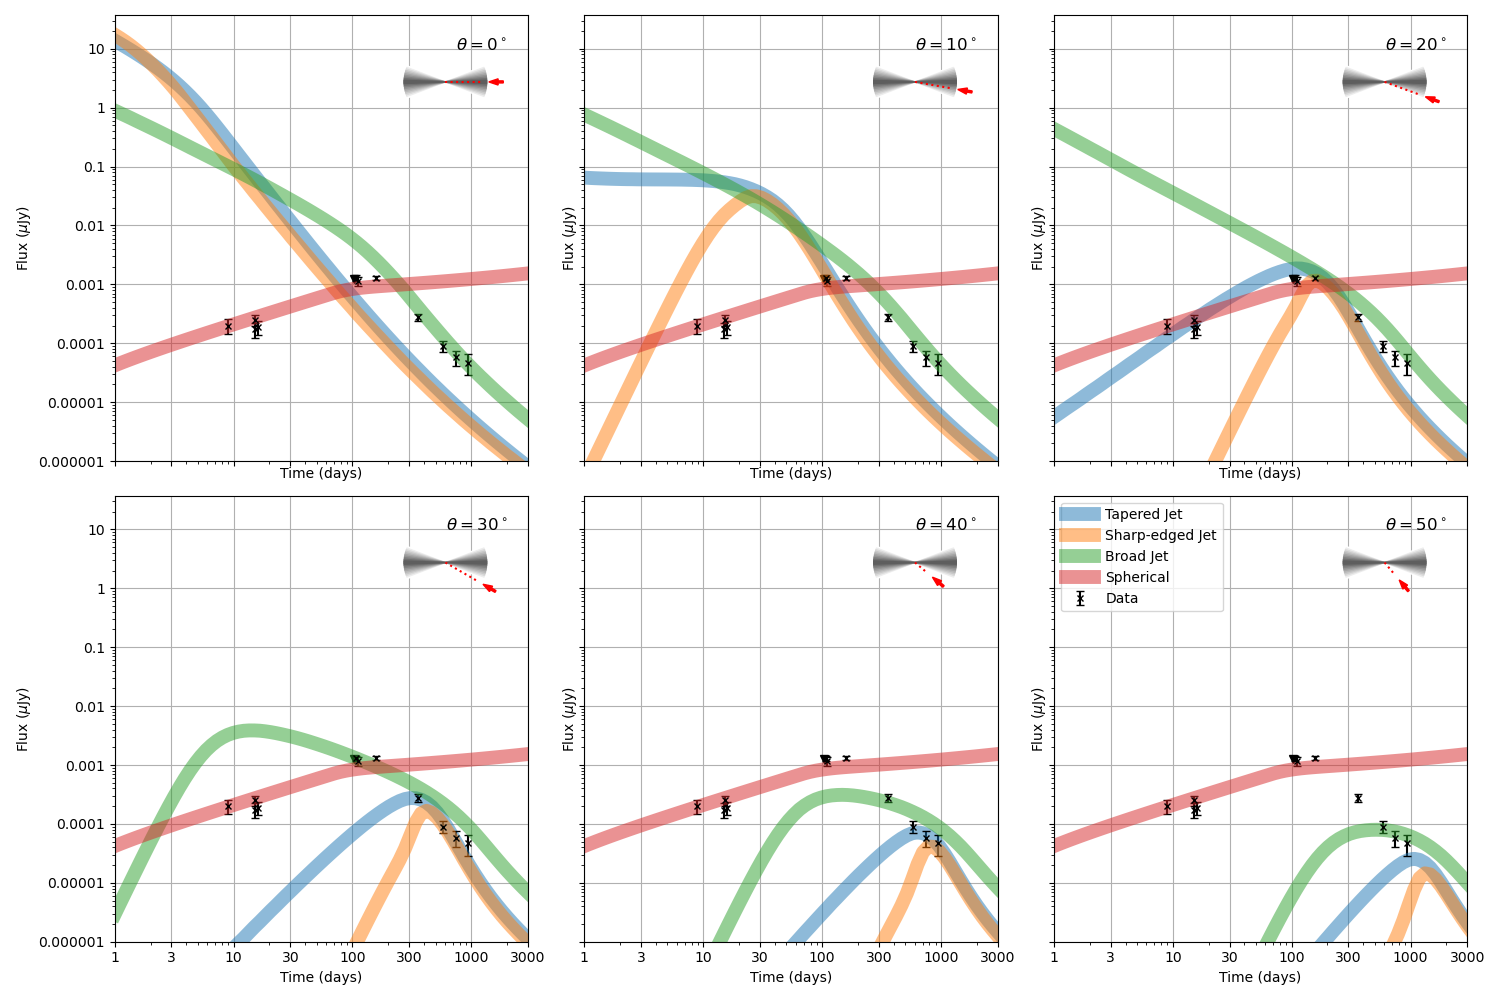 θ = 0°
θ = 10°
θ = 20°
10
1
0.1
0.01
0.001
0.0001
0.00001
0.000001
Flux (μJy)
Flux (μJy)
Flux (μJy)
Time (days)
Time (days)
Time (days)
θ = 30°
θ = 40°
θ = 50°
Tapered Jet
Sharp-edged Jet
Broad Jet
Spherical
Data
10
1
0.1
0.01
0.001
0.0001
0.00001
0.000001
Flux (μJy)
Flux (μJy)
Flux (μJy)
1 3 10 30 100 300 1000 3000
1 3 10 30 100 300 1000 3000
1 3 10 30 100 300 1000 3000
Time (days)
Time (days)
Time (days)